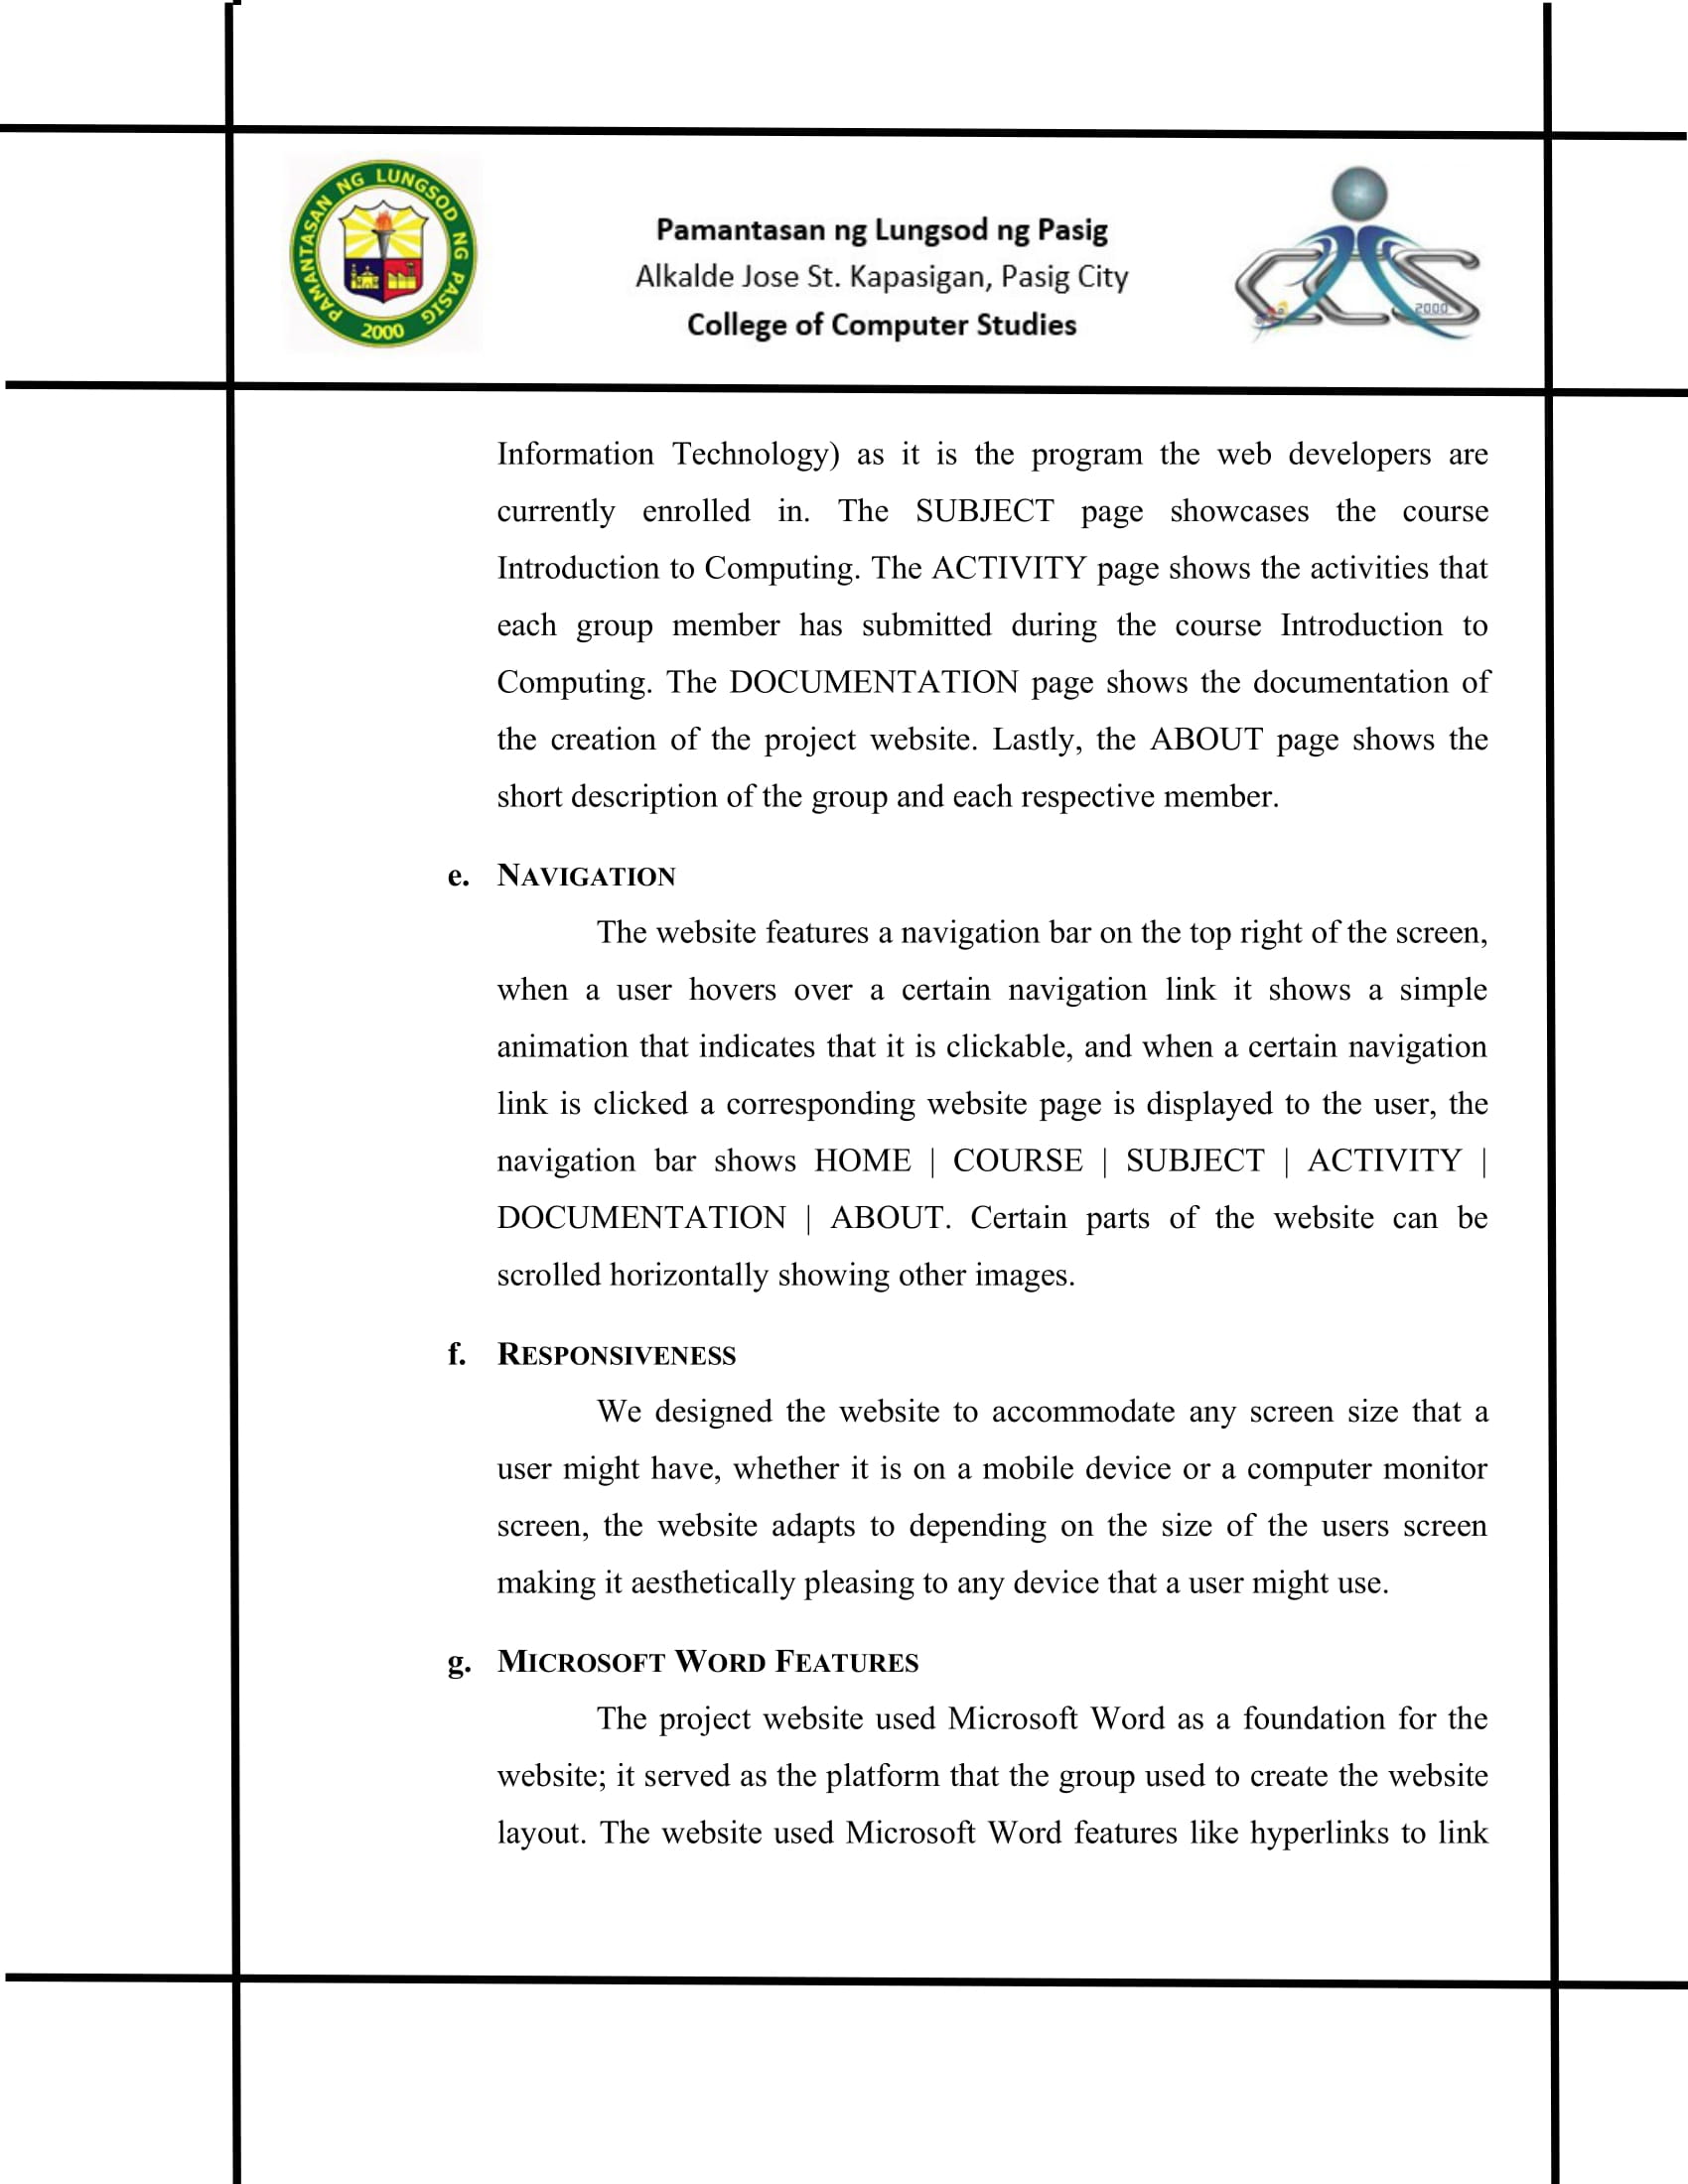 PAMANTASAN NG LUNGSOD NG PASIG
2000
Pamantasan ng Lungsod ng Pasig
Alkalde Jose St. Kapasigan, Pasig City
College of Computer Studies
CCS
2000
Information Technology) as it is the program the web developers are
currently enrolled in. The SUBJECT page showcases the course
Introduction to Computing. The ACTIVITY page shows the activities that
each group member has submitted during the course Introduction to
Computing. The DOCUMENTATION page shows the documentation of
the creation of the project website. Lastly, the ABOUT page shows the
short description of the group and each respective member.
e. NAVIGATION
The website features a navigation bar on the top right of the screen,
when a user hovers over a certain navigation link it shows a simple
animation that indicates that it is clickable, and when a certain navigation
link is clicked a corresponding website page is displayed to the user, the
navigation bar shows HOME | COURSE | SUBJECT | ACTIVITY |
DOCUMENTATION | ABOUT. Certain parts of the website can be
scrolled horizontally showing other images.
f. RESPONSIVENESS
We designed the website to accommodate any screen size that a
user might have, whether it is on a mobile device or a computer monitor
screen, the website adapts to depending on the size of the users screen
making it aesthetically pleasing to any device that a user might use.
g. MICROSOFT WORD FEATURES
The project website used Microsoft Word as a foundation for the
website; it served as the platform that the group used to create the website
layout. The website used Microsoft Word features like hyperlinks to link